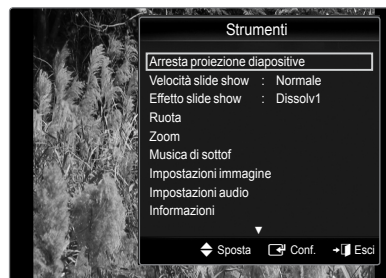 Strumenti
Arresta proiezione diapositive
Velocità slide show : Normale
Effetto slide show : Dissolv1
Ruota
Zoom
Musica di sottof
Impostazioni immagine
Impostazioni audio
Informazioni
Sposta Conf. Esci